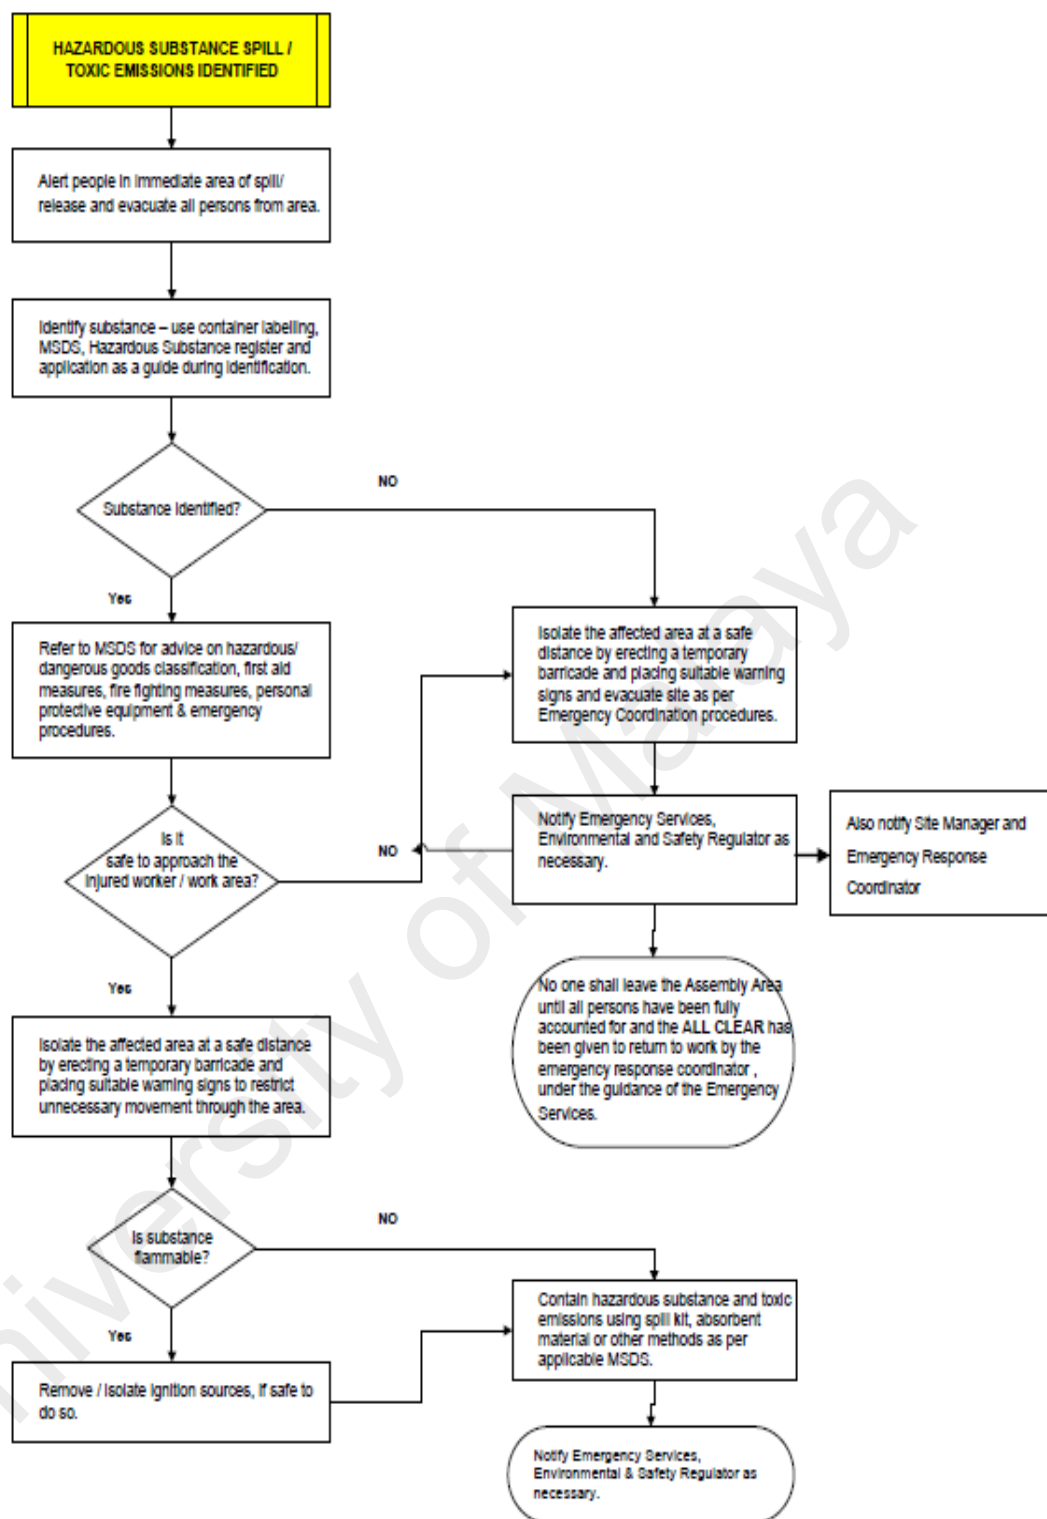 HAZARDOUS SUBSTANCE SPILL /
TOXIC EMISSIONS IDENTIFIED
Alert people in immediate area of spill/
release and evacuate all persons from area.
Identify substance – use container labelling,
MSDS, Hazardous Substance register and
application as a guide during identification.
Substance identified?
NO
Yes
Refer to MSDS for advice on hazardous/
dangerous goods classification, first aid
measures, fire fighting measures, personal
protective equipment & emergency
procedures.
Isolate the affected area at a safe
distance by erecting a temporary
barricade and placing suitable warning
signs and evacuate site as per
Emergency Coordination procedures.
Is it
safe to approach the
injured worker / work area?
NO
Notify Emergency Services,
Environmental and Safety Regulator as
necessary.
Also notify Site Manager and
Emergency Response
Coordinator
Yes
No one shall leave the Assembly Area
until all persons have been fully
accounted for and the ALL CLEAR has
been given to return to work by the
emergency response coordinator ,
under the guidance of the Emergency
Services.
Isolate the affected area at a safe distance
by erecting a temporary barricade and
placing suitable warning signs to restrict
unnecessary movement through the area.
Is substance
flammable?
NO
Yes
Contain hazardous substance and toxic
emissions using spill kit, absorbent
material or other methods as per
applicable MSDS.
Remove / isolate ignition sources, if safe to
do so.
Notify Emergency Services,
Environmental & Safety Regulator as
necessary.
University of Malaya